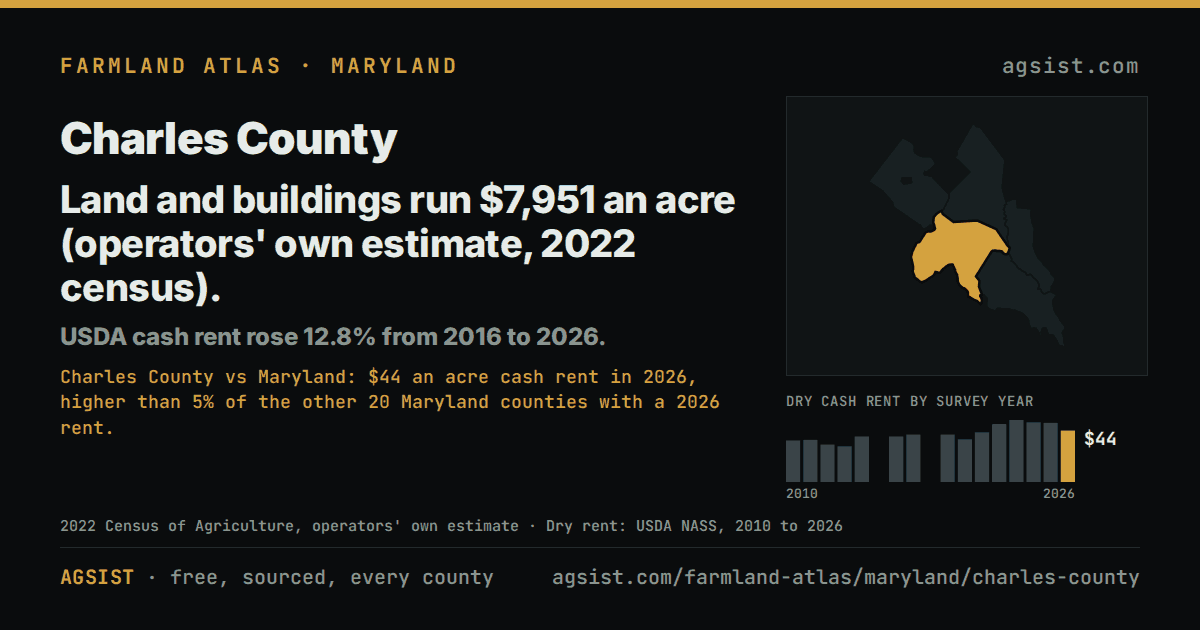 FARMLAND ATLAS · MARYLAND
agsist.com
Charles County
Land and buildings run $7,951 an acre
(operators' own estimate, 2022
census).
USDA cash rent rose 12.8% from 2016 to 2026.
Charles County vs Maryland: $44 an acre cash rent in 2026,
higher than 5% of the other 20 Maryland counties with a 2026
rent.
DRY CASH RENT BY SURVEY YEAR
$44
2010 2026
2022 Census of Agriculture, operators' own estimate · Dry rent: USDA NASS, 2010 to 2026
AGSIST · free, sourced, every county
agsist.com/farmland-atlas/maryland/charles-county